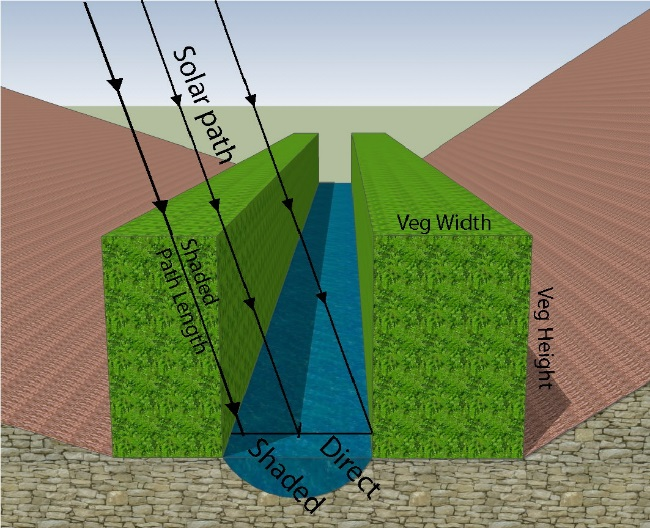 Solar path
Veg Width
Shaded
Path Length
Veg Height
Shaded
Direct